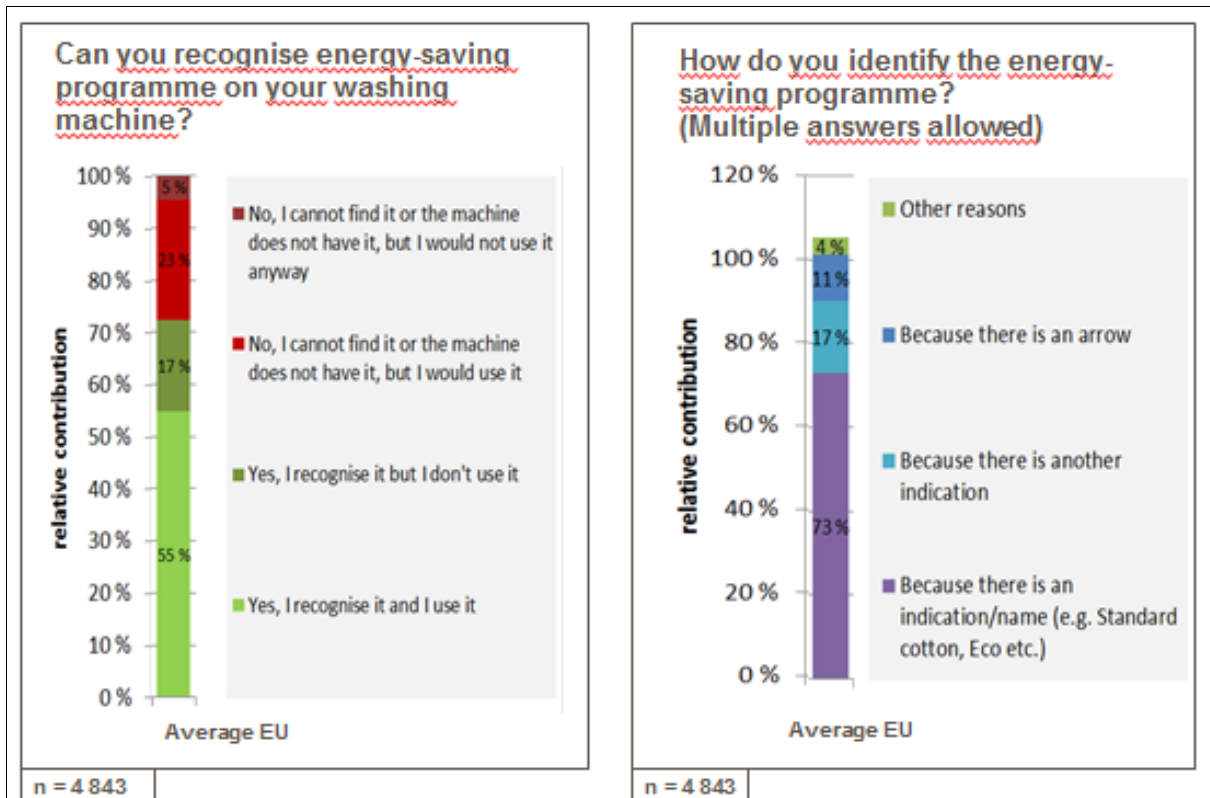 Can you recognise energy-saving
programme on your washing
machine?
100 %
90 %
80 %
70 %
60 %
50 %
40 %
30 %
20 %
10 %
0 %
relative contribution
5 %
23 %
17 %
55 %
No, I cannot find it or the machine
does not have it, but I would not use it
anyway
No, I cannot find it or the machine
does not have it, but I would use it
Yes, I recognise it but I don't use it
Yes, I recognise it and I use it
Average EU
n = 4 843
How do you identify the energy-
saving programme?
(Multiple answers allowed)
120 %
100 %
80 %
60 %
40 %
20 %
0 %
relative contribution
4 %
11 %
17 %
73 %
Other reasons
Because there is an arrow
Because there is another
indication
Because there is an
indication/name (e.g. Standard
cotton, Eco etc.)
Average EU
n = 4 843